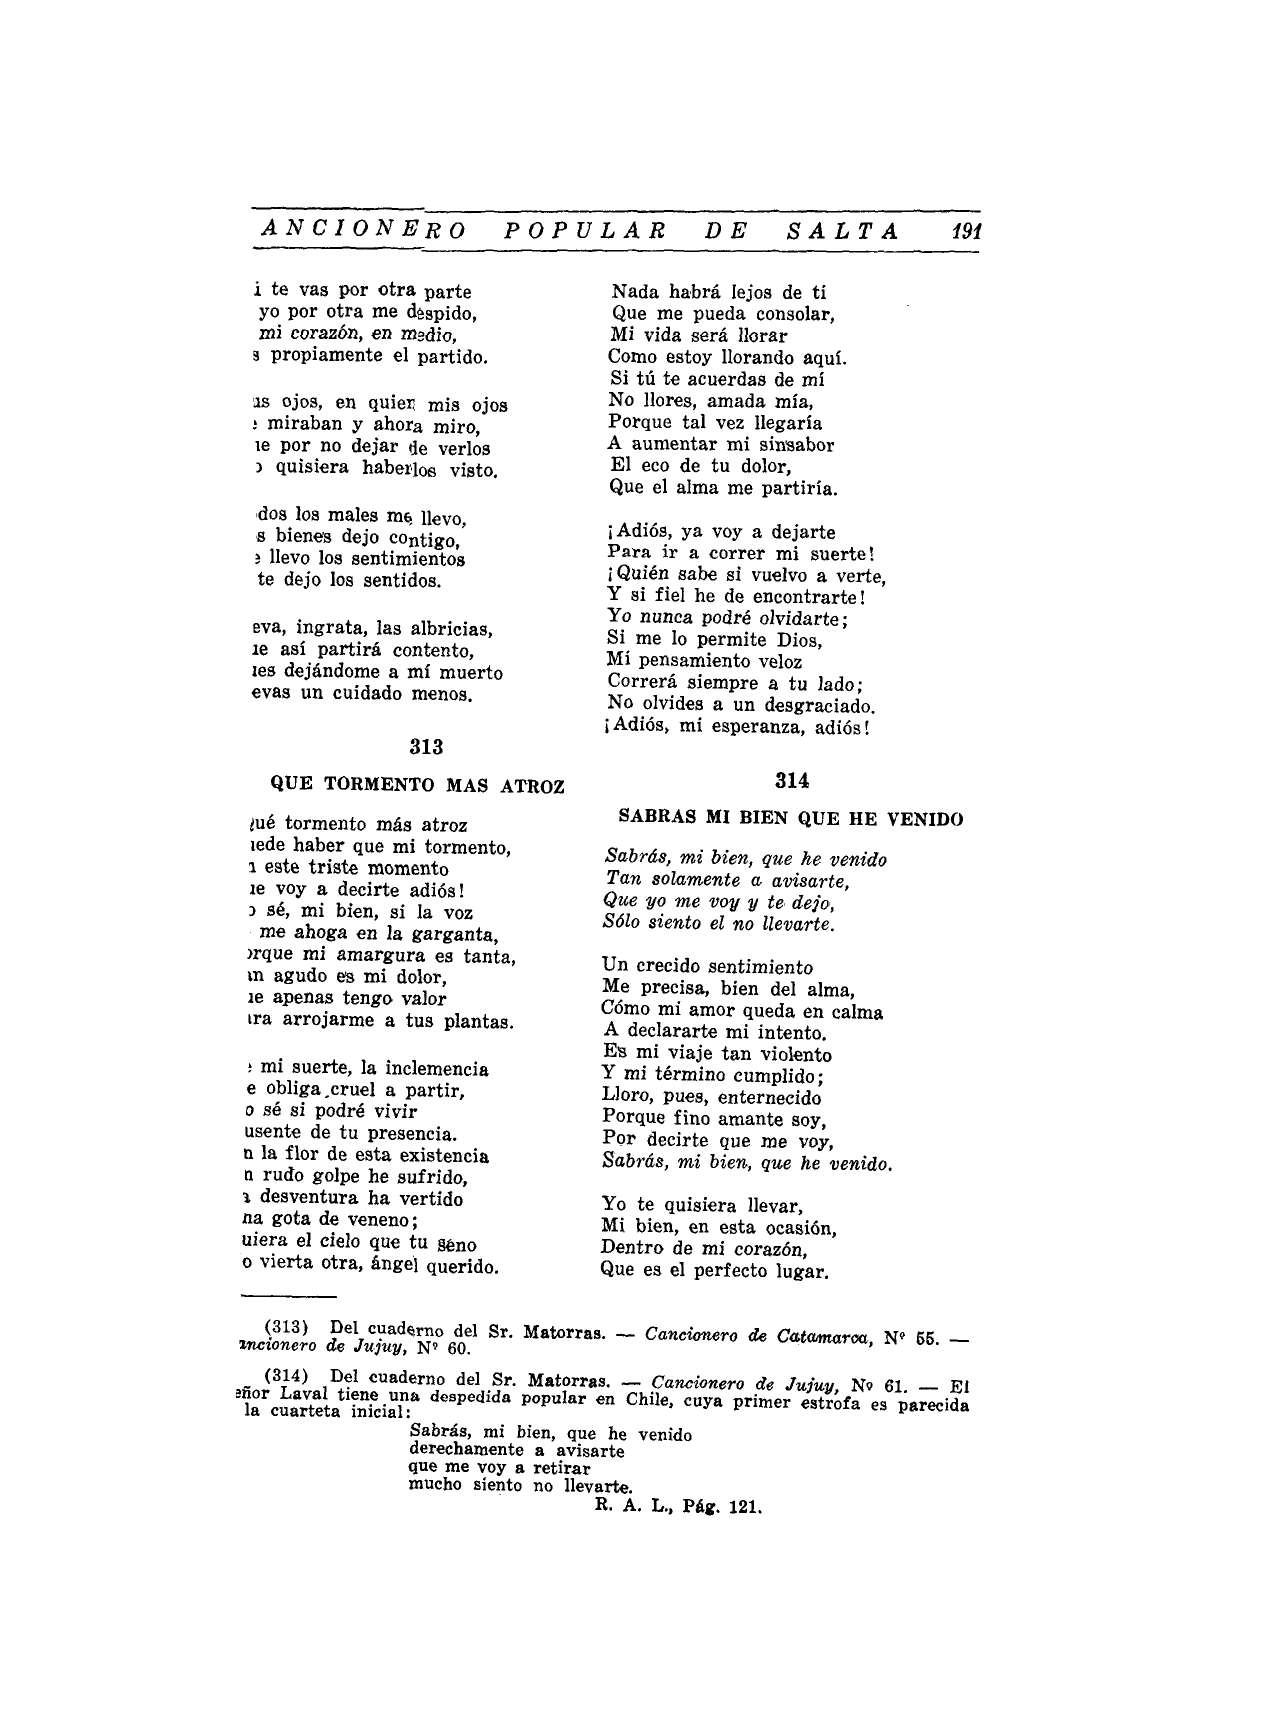 ANCIONERO POPULAR DE SALTA 191
i te vas por otra parte
yo por otra me despido,
mi corazón, en medio,
s propiamente el partido.
us ojos, en quien mis ojos
miraban y ahora miro,
ue por no dejar de verlos
o quisiera haberlos visto.
dos los males me llevo,
s bienes dejo contigo,
e llevo los sentimientos
te dejo los sentidos.
eva, ingrata, las albricias,
ue así partirá contento,
ues dejándome a mí muerto
evas un cuidado menos.
313
QUE TORMENTO MAS ATROZ
¿ué tormento más atroz
uede haber que mi tormento,
n este triste momento
ue voy a decirte adiós!
o sé, mi bien, si la voz
me ahoga en la garganta,
orque mi amargura es tanta,
an agudo es mi dolor,
ue apenas tengo valor
ara arrojarme a tus plantas.
e mi suerte, la inclemencia
e obliga cruel a partir,
o sé si podré vivir
usente de tu presencia.
n la flor de esta existencia
n rudo golpe he sufrido,
a desventura ha vertido
na gota de veneno;
uiera el cielo que tu seno
o vierta otra, ángel querido.
Nada habrá lejos de tí
Que me pueda consolar,
Mi vida será llorar
Como estoy llorando aquí.
Si tú te acuerdas de mí
No llores, amada mía,
Porque tal vez llegaría
A aumentar mi sinsabor
El eco de tu dolor,
Que el alma me partiría.
¡Adiós, ya voy a dejarte
Para ir a correr mi suerte!
¡Quién sabe si vuelvo a verte,
Y si fiel he de encontrarte!
Yo nunca podré olvidarte;
Si me lo permite Dios,
Mi pensamiento veloz
Correrá siempre a tu lado;
No olvides a un desgraciado.
¡Adiós, mi esperanza, adiós!
314
SABRAS MI BIEN QUE HE VENIDO
Sabrás, mi bien, que he venido
Tan solamente a avisarte,
Que yo me voy y te dejo,
Sólo siento el no llevarte.
Un crecido sentimiento
Me precisa, bien del alma,
Cómo mi amor queda en calma
A declararte mi intento.
Es mi viaje tan violento
Y mi término cumplido;
Lloro, pues, enternecido
Porque fino amante soy,
Por decirte que me voy,
Sabrás, mi bien, que he venido.
Yo te quisiera llevar,
Mi bien, en esta ocasión,
Dentro de mi corazón,
Que es el perfecto lugar.
(313) Del cuaderno del Sr. Matorras. — Cancionero de Catamarca, Nº 55. —
ancionero de Jujuy, Nº 60.
(314) Del cuaderno del Sr. Matorras. — Cancionero de Jujuy, Nº 61. — El
eñor Laval tiene una despedida popular en Chile, cuya primer estrofa es parecida
la cuarteta inicial:
Sabrás, mi bien, que he venido
derechamente a avisarte
que me voy a retirar
mucho siento no llevarte.
R. A. L., Pág. 121.